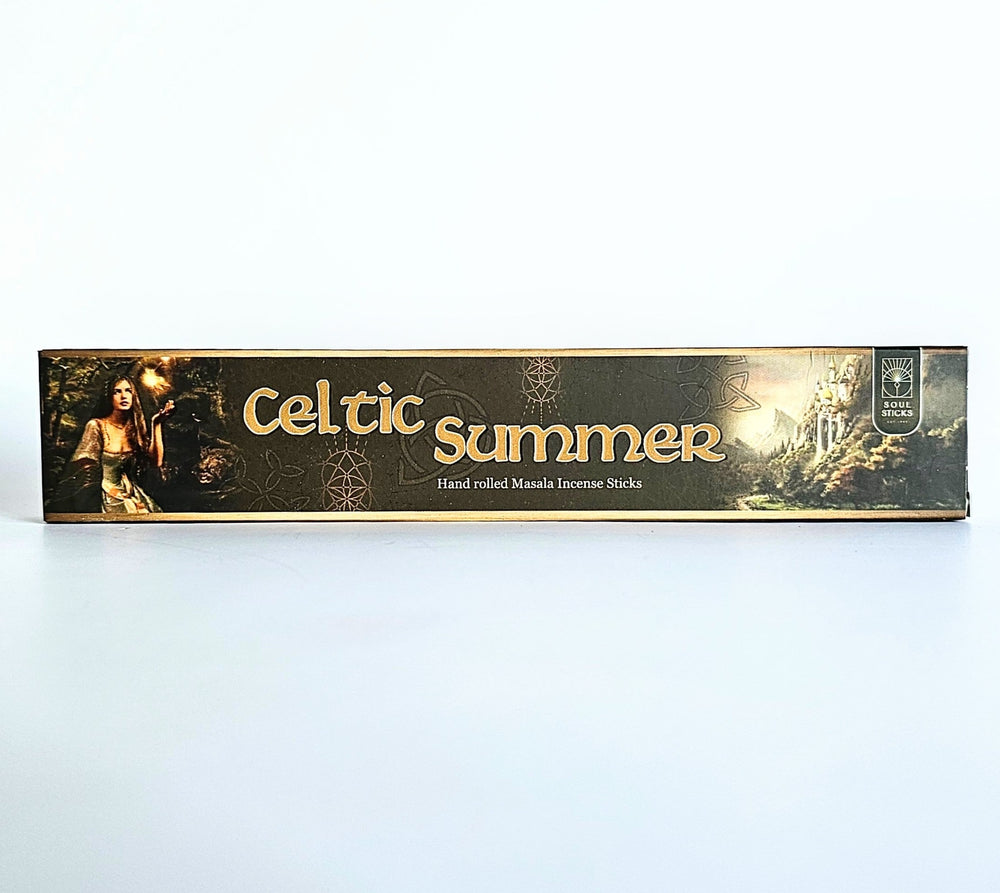 Celtic
Summer
Hand rolled Masala Incense Sticks
SOUL
STICKS